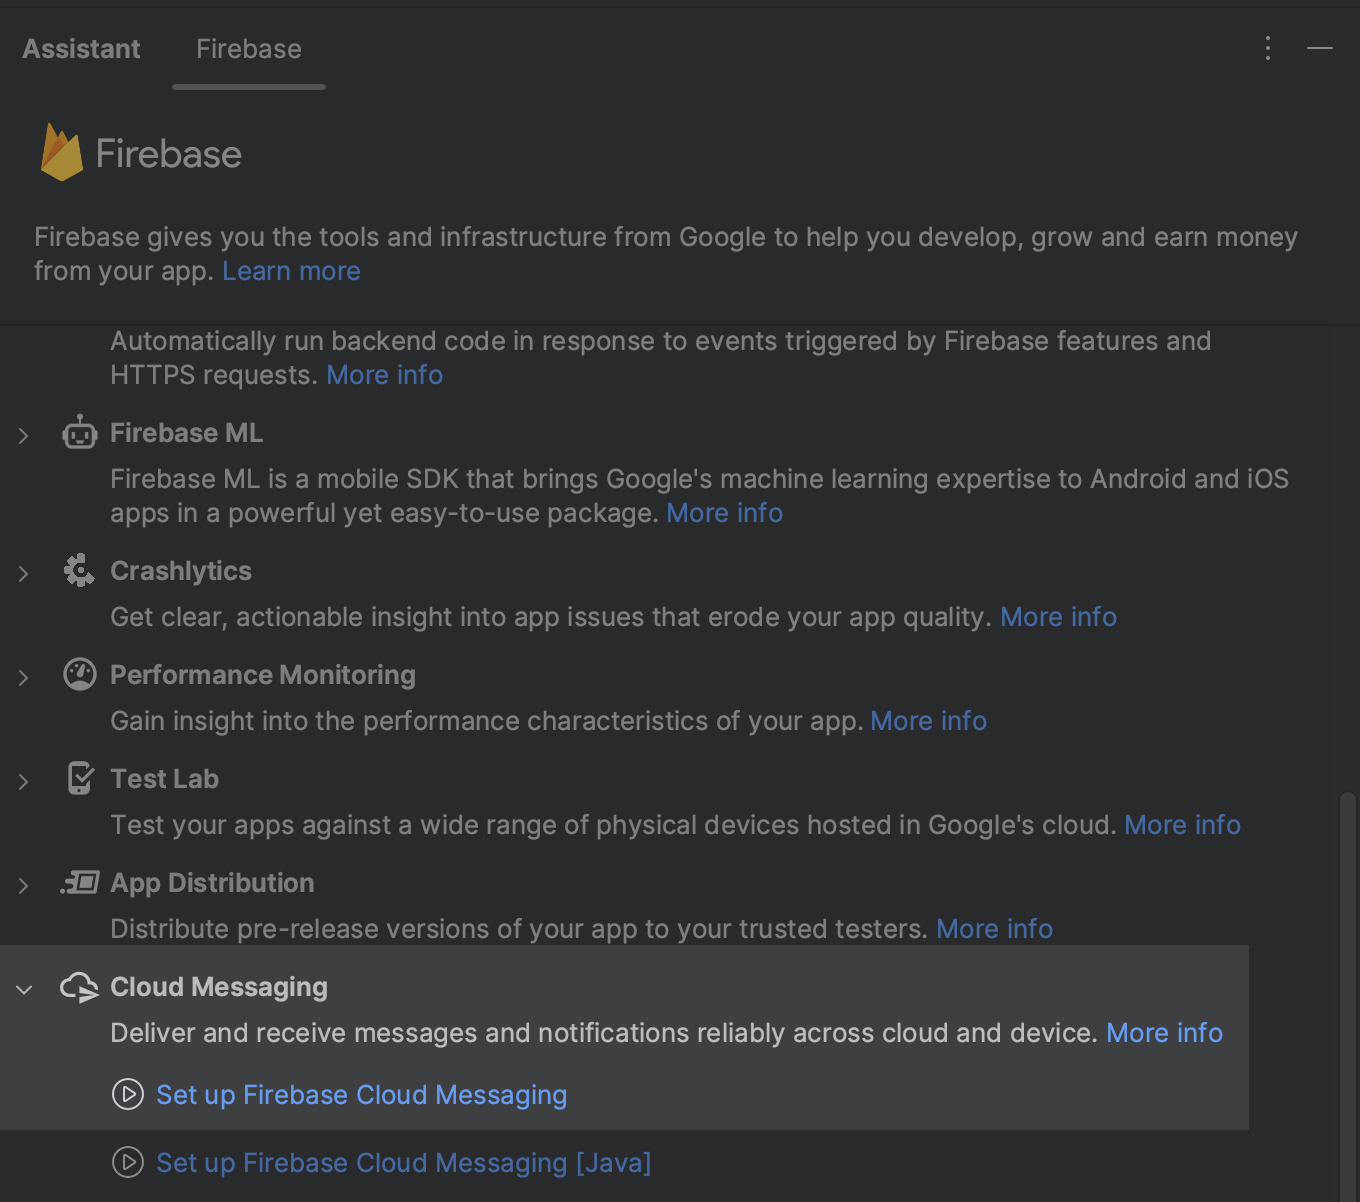 Assistant Firebase
Firebase
Firebase gives you the tools and infrastructure from Google to help you develop, grow and earn money
from your app. Learn more
Automatically run backend code in response to events triggered by Firebase features and
HTTPS requests. More info
Firebase ML
Firebase ML is a mobile SDK that brings Google's machine learning expertise to Android and iOS
apps in a powerful yet easy-to-use package. More info
Crashlytics
Get clear, actionable insight into app issues that erode your app quality. More info
Performance Monitoring
Gain insight into the performance characteristics of your app. More info
Test Lab
Test your apps against a wide range of physical devices hosted in Google's cloud. More info
App Distribution
Distribute pre-release versions of your app to your trusted testers. More info
Cloud Messaging
Deliver and receive messages and notifications reliably across cloud and device. More info
Set up Firebase Cloud Messaging
Set up Firebase Cloud Messaging [Java]